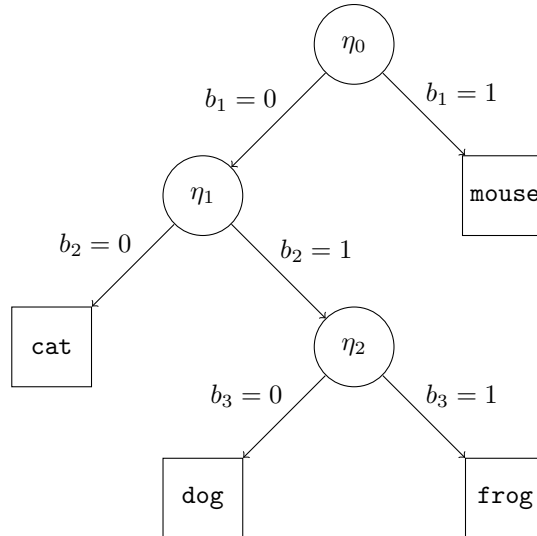 η₀
b₁ = 0
b₁ = 1
η₁
mouse
b₂ = 0
b₂ = 1
cat
η₂
b₃ = 0
b₃ = 1
dog
frog